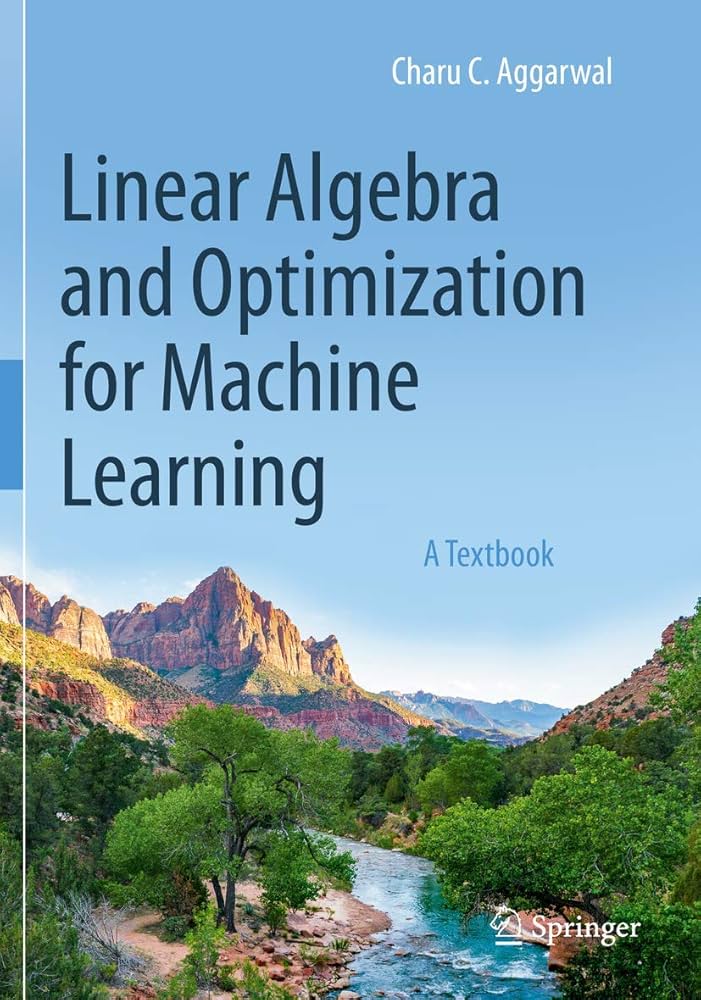 Charu C. Aggarwal
Linear Algebra
and Optimization
for Machine
Learning
A Textbook
Springer